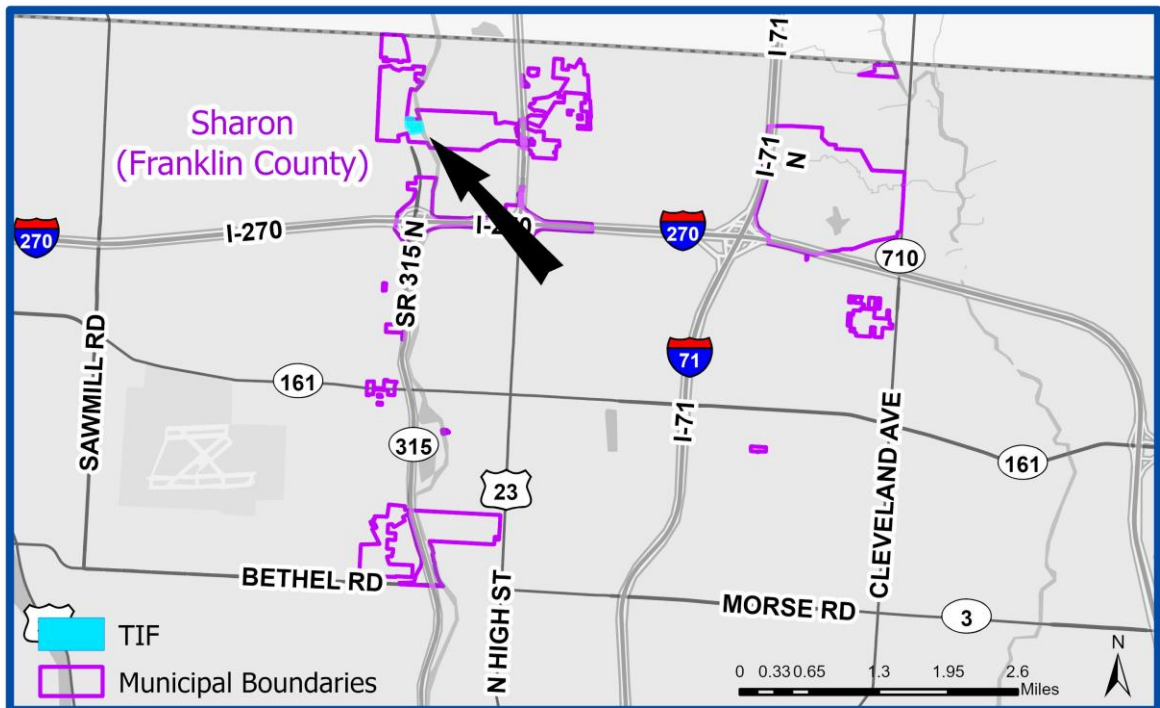 I-71
I-71 N
Sharon
(Franklin County)
I-270
I-270
270
270
SR 315 N
710
71
SAWMILL RD
161
I-71
CLEVELAND AVE
315
161
23
BETHEL RD
N HIGH ST
MORSE RD
3
TIF
Municipal Boundaries
0 0.33 0.65 1.3 1.95 2.6
Miles
N